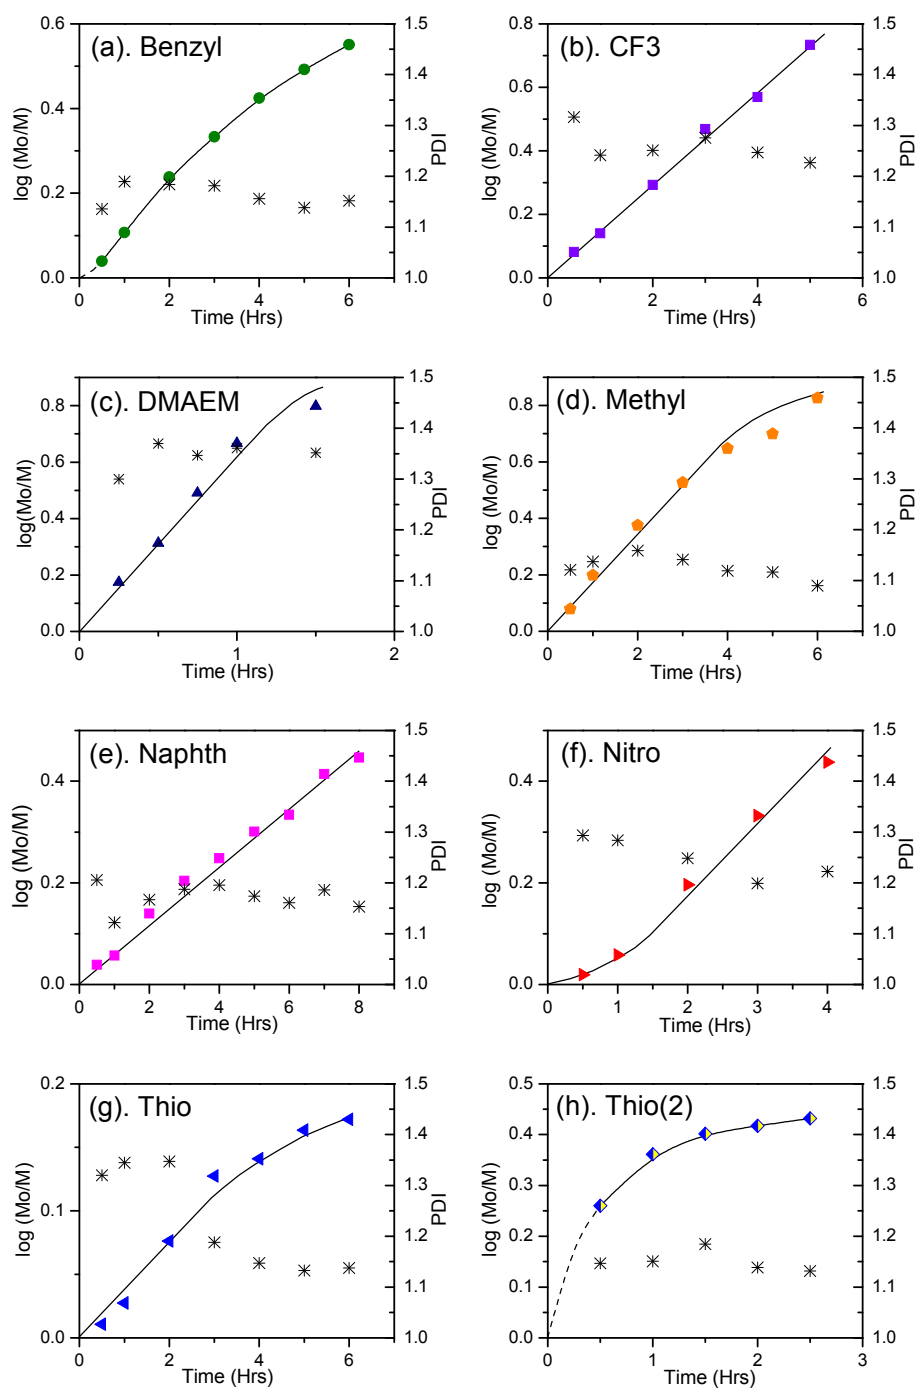 (a). Benzyl
log (Mo/M)
0.6
0.4
0.2
0.0
0 2 4 6
Time (Hrs)
1.5
1.4
1.3
1.2
1.1
1.0
PDI
(b). CF3
log (Mo/M)
0.8
0.6
0.4
0.2
0.0
0 2 4 6
Time (Hrs)
1.5
1.4
1.3
1.2
1.1
1.0
PDI
(c). DMAEM
log(Mo/M)
0.8
0.6
0.4
0.2
0.0
0 1 2
Time (Hrs)
1.5
1.4
1.3
1.2
1.1
1.0
PDI
(d). Methyl
log (Mo/M)
0.8
0.6
0.4
0.2
0.0
0 2 4 6
Time (Hrs)
1.5
1.4
1.3
1.2
1.1
1.0
PDI
(e). Naphth
log (Mo/M)
0.4
0.2
0.0
0 2 4 6 8
Time (Hrs)
1.5
1.4
1.3
1.2
1.1
1.0
PDI
(f). Nitro
log (Mo/M)
0.4
0.2
0.0
0 1 2 3 4
Time (Hrs)
1.5
1.4
1.3
1.2
1.1
1.0
PDI
(g). Thio
log (Mo/M)
0.2
0.1
0.0
0 2 4 6
Time (Hrs)
1.5
1.4
1.3
1.2
1.1
1.0
PDI
(h). Thio(2)
log (Mo/M)
0.5
0.4
0.3
0.2
0.1
0.0
0 1 2 3
Time (Hrs)
1.5
1.4
1.3
1.2
1.1
1.0
PDI